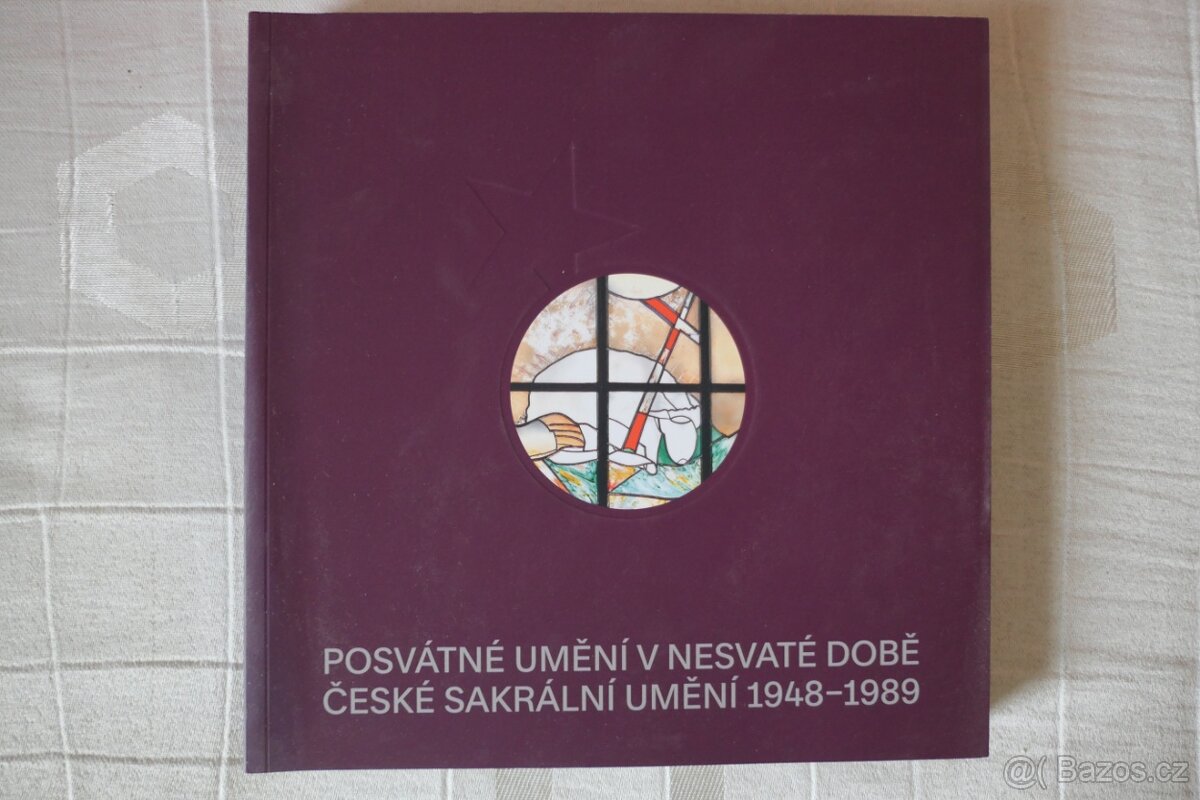 POSVÁTNÉ UMĚNÍ V NESVATÉ DOBĚ
ČESKÉ SAKRÁLNÍ UMĚNÍ 1948–1989
@( Bazos.cz